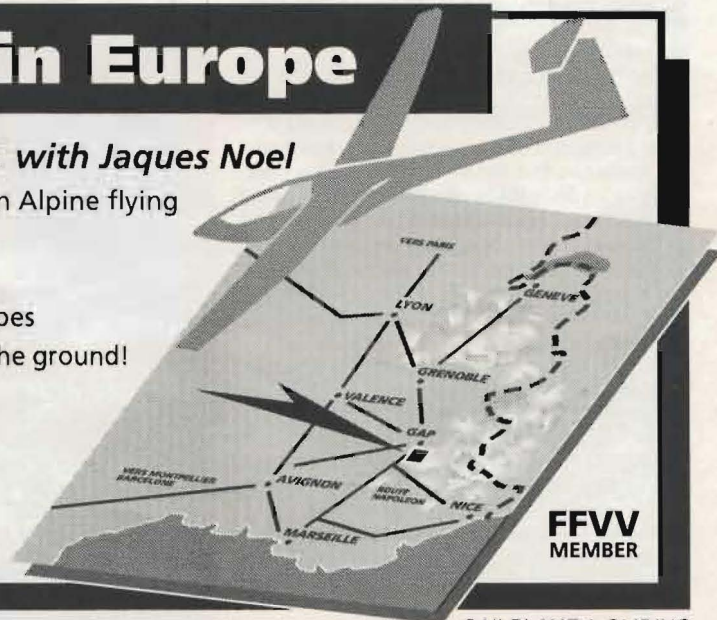 in Europe
with Jaques Noel
Alpine flying
he ground!
VERS PARIS
LYON
GENEVE
GRENOBLE
VALENCE
GAP
VERS MONTPELLIER
BARCELONE
AVIGNON
ROUTE
NAPOLEON
NICE
MARSEILLE
FFVV
MEMBER